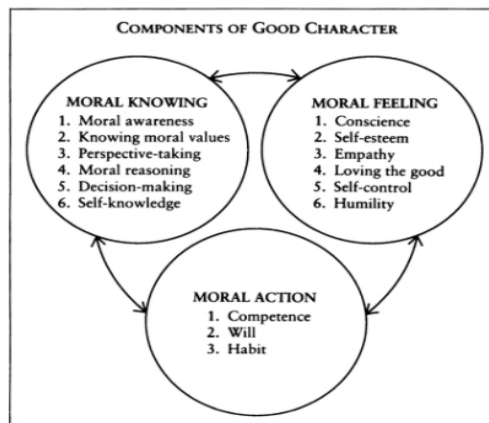 COMPONENTS OF GOOD CHARACTER
MORAL KNOWING
1. Moral awareness
2. Knowing moral values
3. Perspective-taking
4. Moral reasoning
5. Decision-making
6. Self-knowledge
MORAL FEELING
1. Conscience
2. Self-esteem
3. Empathy
4. Loving the good
5. Self-control
6. Humility
MORAL ACTION
1. Competence
2. Will
3. Habit